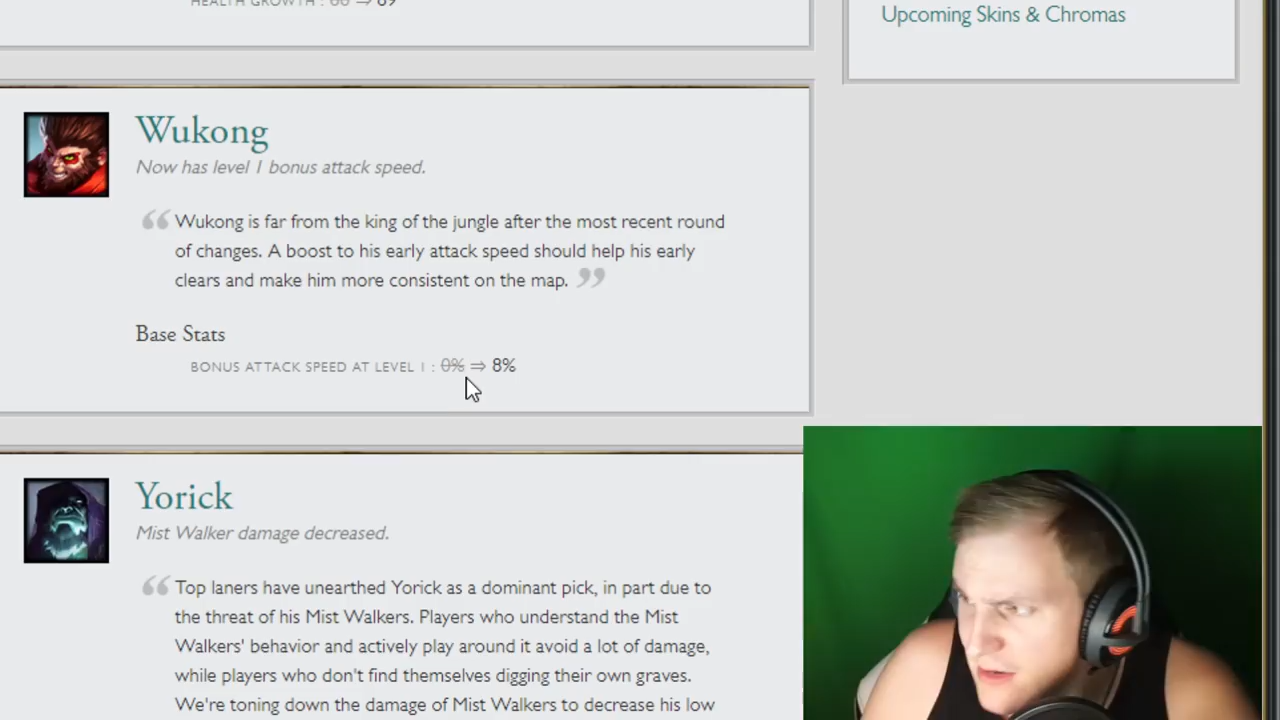 HEALTH GROWTH : ⇒ 89
Upcoming Skins & Chromas
Wukong
Now has level 1 bonus attack speed.
“ Wukong is far from the king of the jungle after the most recent round
of changes. A boost to his early attack speed should help his early
clears and make him more consistent on the map. ”
Base Stats
BONUS ATTACK SPEED AT LEVEL 1 : 0% ⇒ 8%
Yorick
Mist Walker damage decreased.
“ Top laners have unearthed Yorick as a dominant pick, in part due to
the threat of his Mist Walkers. Players who understand the Mist
Walkers' behavior and actively play around it avoid a lot of damage,
while players who don't find themselves digging their own graves.
We're toning down the damage of Mist Walkers to decrease his low